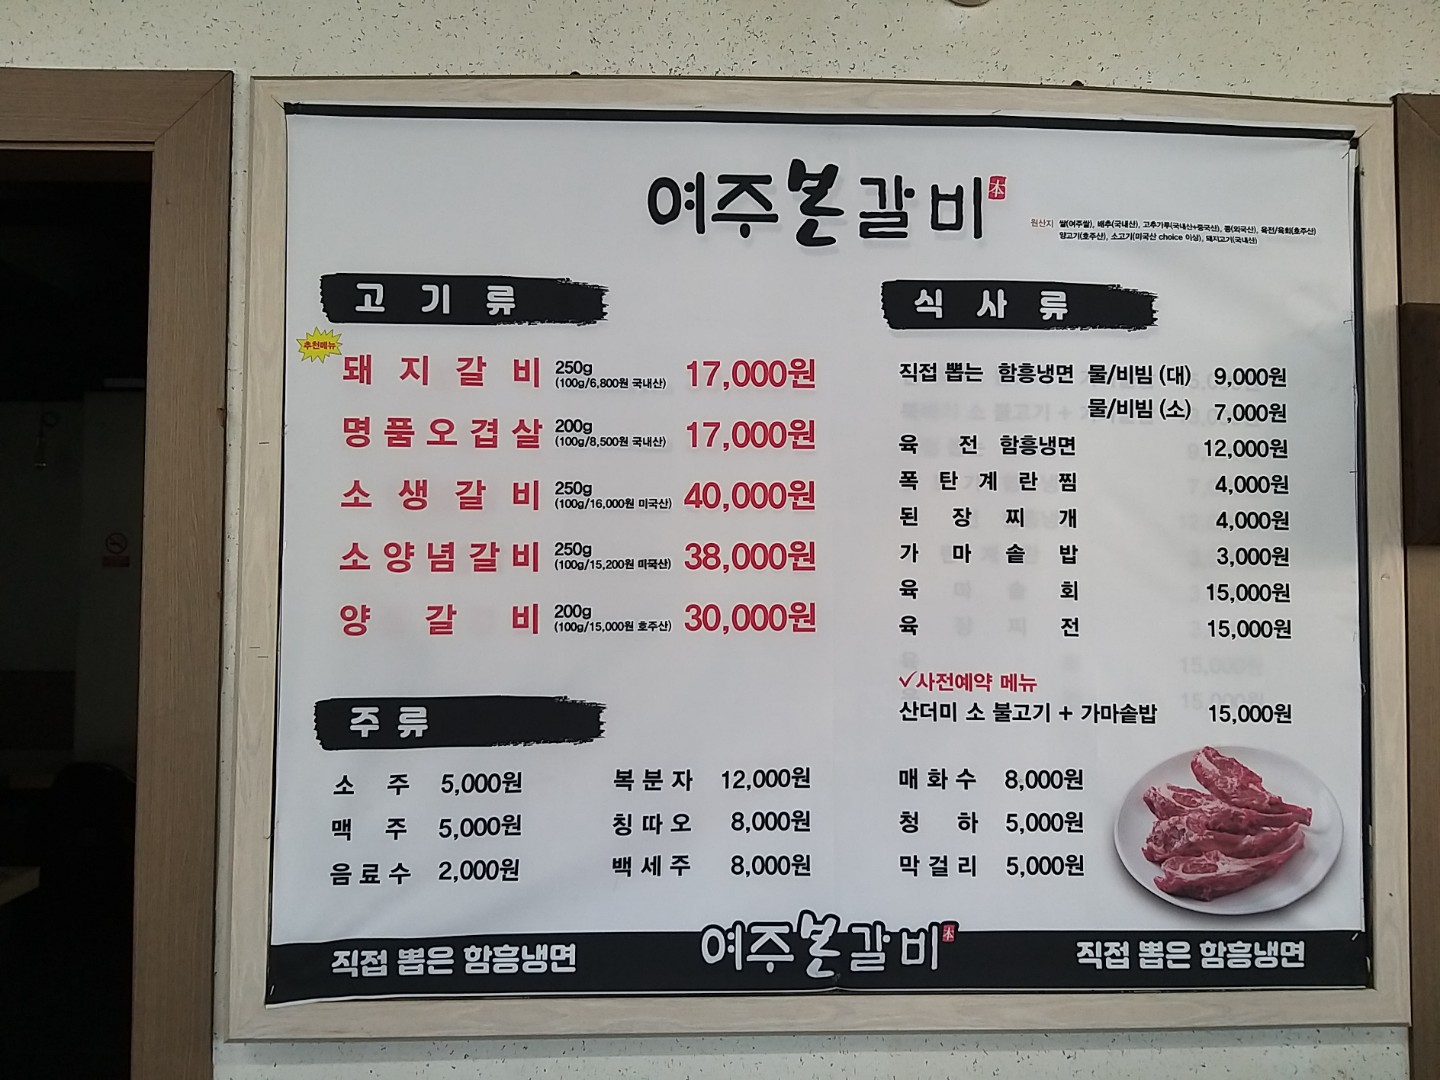 여주본갈비 本
원산지 쌀(여주쌀), 배추(국내산), 고추가루(국내산+중국산), 콩(외국산), 육전/육회(호주산)
양고기(호주산), 소고기(미국산 choice 이상), 돼지고기(국내산)
고기류
추천메뉴
돼지갈비 250g (100g/6,800원 국내산) 17,000원
명품오겹살 200g (100g/8,500원 국내산) 17,000원
소생갈비 250g (100g/16,000원 미국산) 40,000원
소양념갈비 250g (100g/15,200원 미국산) 38,000원
양갈비 200g (100g/15,000원 호주산) 30,000원
식사류
직접 뽑는 함흥냉면 물/비빔 (대) 9,000원
물/비빔 (소) 7,000원
육전 함흥냉면 12,000원
폭탄계란찜 4,000원
된장찌개 4,000원
가마솥밥 3,000원
육회 15,000원
육전 15,000원
✓사전예약 메뉴
산더미 소 불고기 + 가마솥밥 15,000원
주류
소주 5,000원 복분자 12,000원 매화수 8,000원
맥주 5,000원 칭따오 8,000원 청하 5,000원
음료수 2,000원 백세주 8,000원 막걸리 5,000원
직접 뽑은 함흥냉면 여주본갈비 本 직접 뽑은 함흥냉면